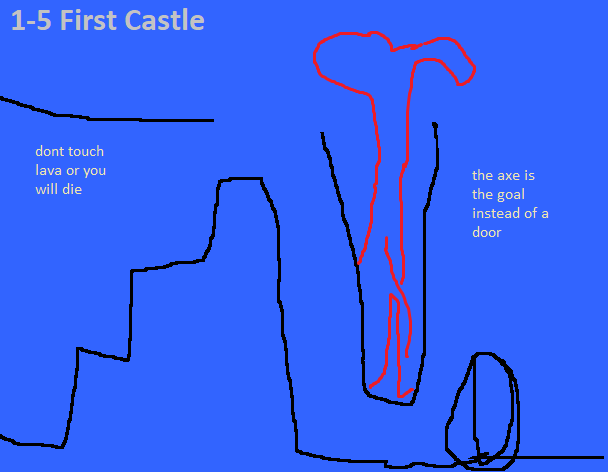 1-5 First Castle
dont touch
lava or you
will die
the axe is
the goal
instead of a
door